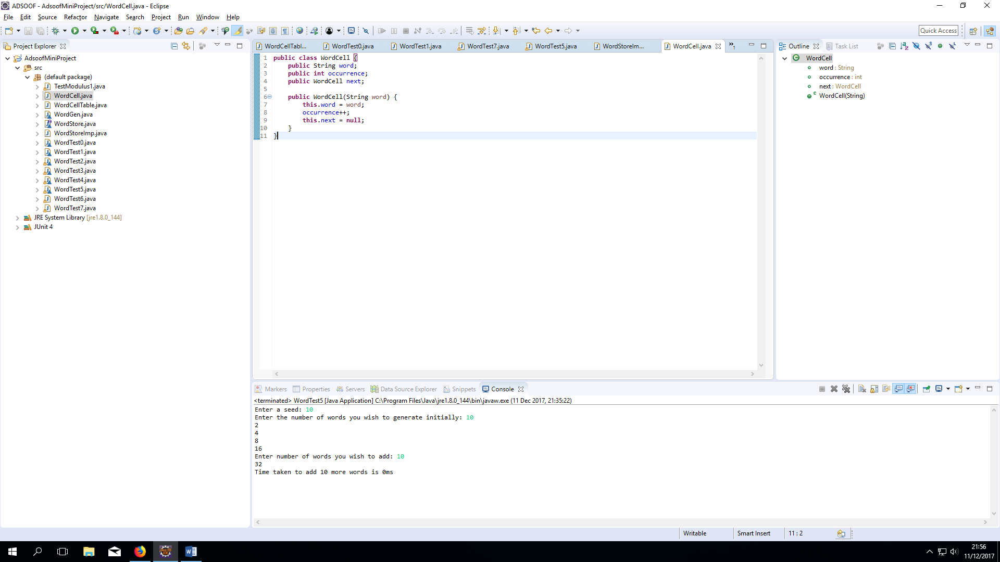 ADSOOF - AdsoofMiniProject/src/WordCell.java - Eclipse
File Edit Source Refactor Navigate Search Project Run Window Help
Quick Access
Project Explorer
AdsoofMiniProject
src
(default package)
TestModulus1.java
WordCell.java
WordCellTable.java
WordGen.java
WordStore.java
WordStoreImp.java
WordTest0.java
WordTest1.java
WordTest2.java
WordTest3.java
WordTest4.java
WordTest5.java
WordTest6.java
WordTest7.java
JRE System Library [jre1.8.0_144]
JUnit 4
WordCellTabl... WordTest0.java WordTest1.java WordTest7.java WordTest5.java WordStoreIm... WordCell.java »1
1 public class WordCell {
2 public String word;
3 public int occurrence;
4 public WordCell next;
5
6 public WordCell(String word) {
7 this.word = word;
8 occurrence++;
9 this.next = null;
10 }
11 }
Outline Task List
WordCell
word : String
occurrence : int
next : WordCell
WordCell(String)
Markers Properties Servers Data Source Explorer Snippets Console
<terminated> WordTest5 [Java Application] C:\Program Files\Java\jre1.8.0_144\bin\javaw.exe (11 Dec 2017, 21:35:22)
Enter a seed: 10
Enter the number of words you wish to generate initially: 10
2
4
8
16
Enter number of words you wish to add: 10
32
Time taken to add 10 more words is 0ms
Writable Smart Insert 11 : 2
21:56
11/12/2017